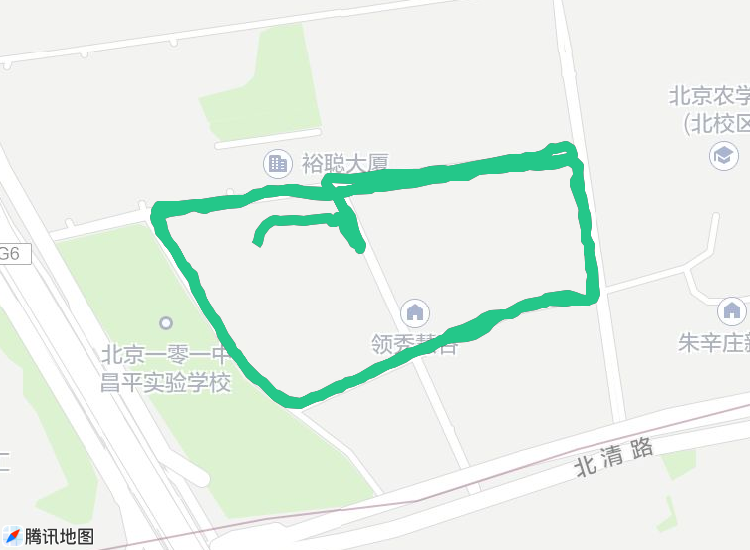 北京农学
(北校区
裕聪大厦
G6
北京一零一中
昌平实验学校
领秀慧谷
朱辛庄新
北清路
腾讯地图